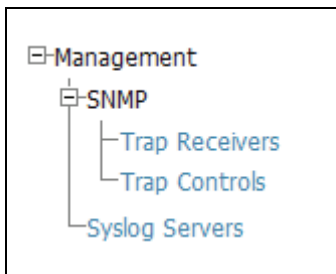 Management
SNMP
Trap Receivers
Trap Controls
Syslog Servers